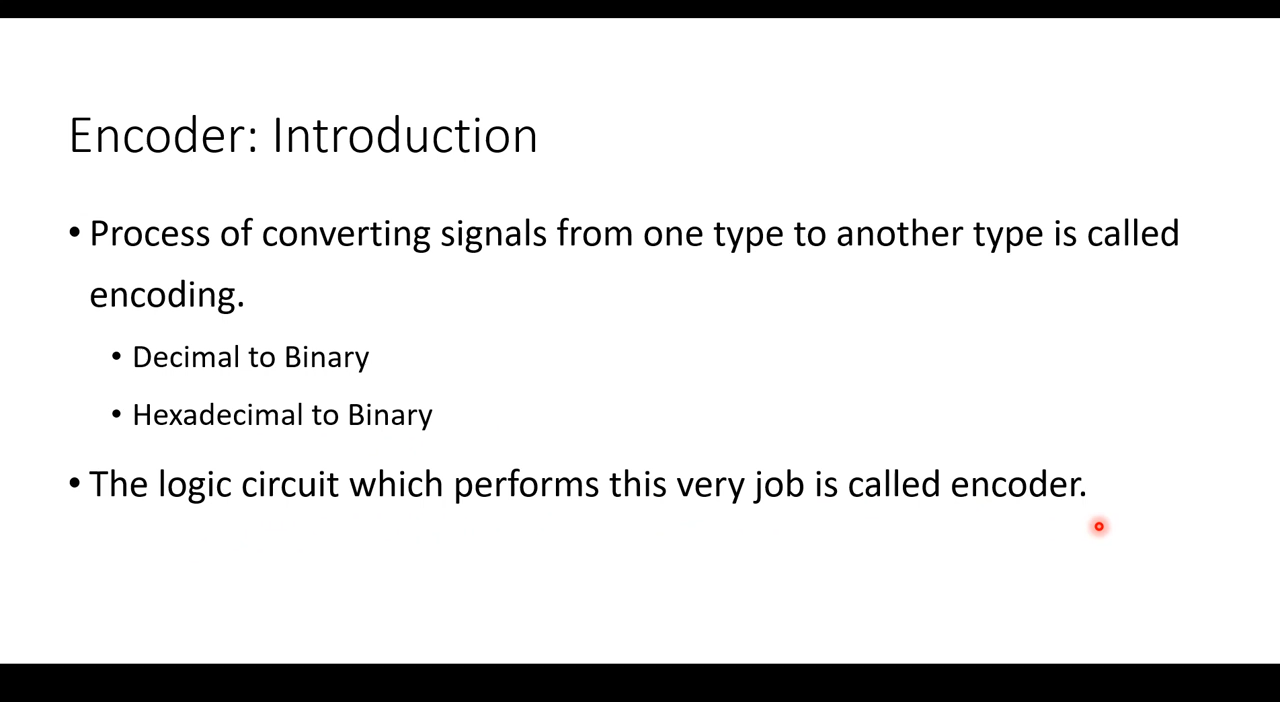 Encoder: Introduction
• Process of converting signals from one type to another type is called
encoding.
• Decimal to Binary
• Hexadecimal to Binary
• The logic circuit which performs this very job is called encoder.